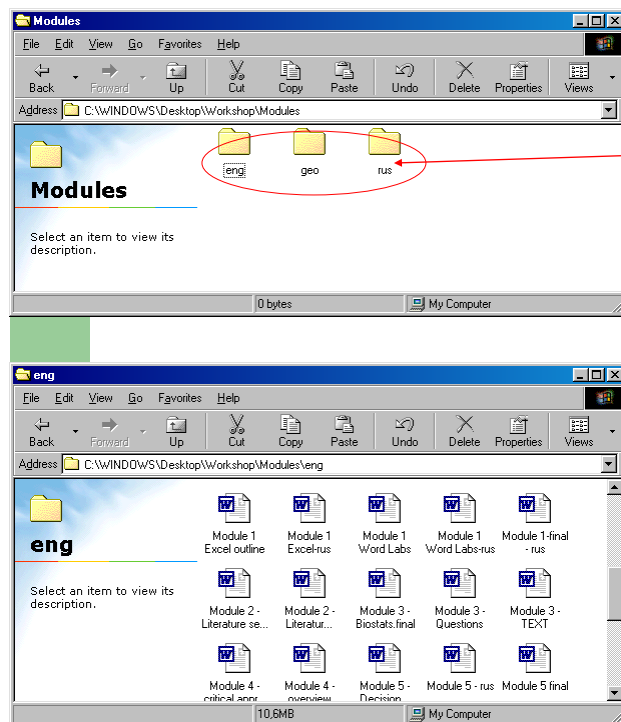 Modules
File Edit View Go Favorites Help
Back Forward Up Cut Copy Paste Undo Delete Properties Views
Address C:\WINDOWS\Desktop\Workshop\Modules
eng geo rus
Modules
Select an item to view its
description.
0 bytes My Computer
eng
File Edit View Go Favorites Help
Back Forward Up Cut Copy Paste Undo Delete Properties Views
Address C:\WINDOWS\Desktop\Workshop\Modules\eng
eng
Select an item to view its
description.
Module 1 Module 1 Module 1 Module 1 Module 1-final
Excel outline Excel-rus Word Labs Word Labs-rus - rus
Module 2 - Module 2 - Module 3 - Module 3 - Module 3 -
Literature se... Literatur... Biostats.final Questions TEXT
Module 4 - Module 4 - Module 5 - Module 5 - rus Module 5 final
critical appr overview Decision
10,6MB My Computer